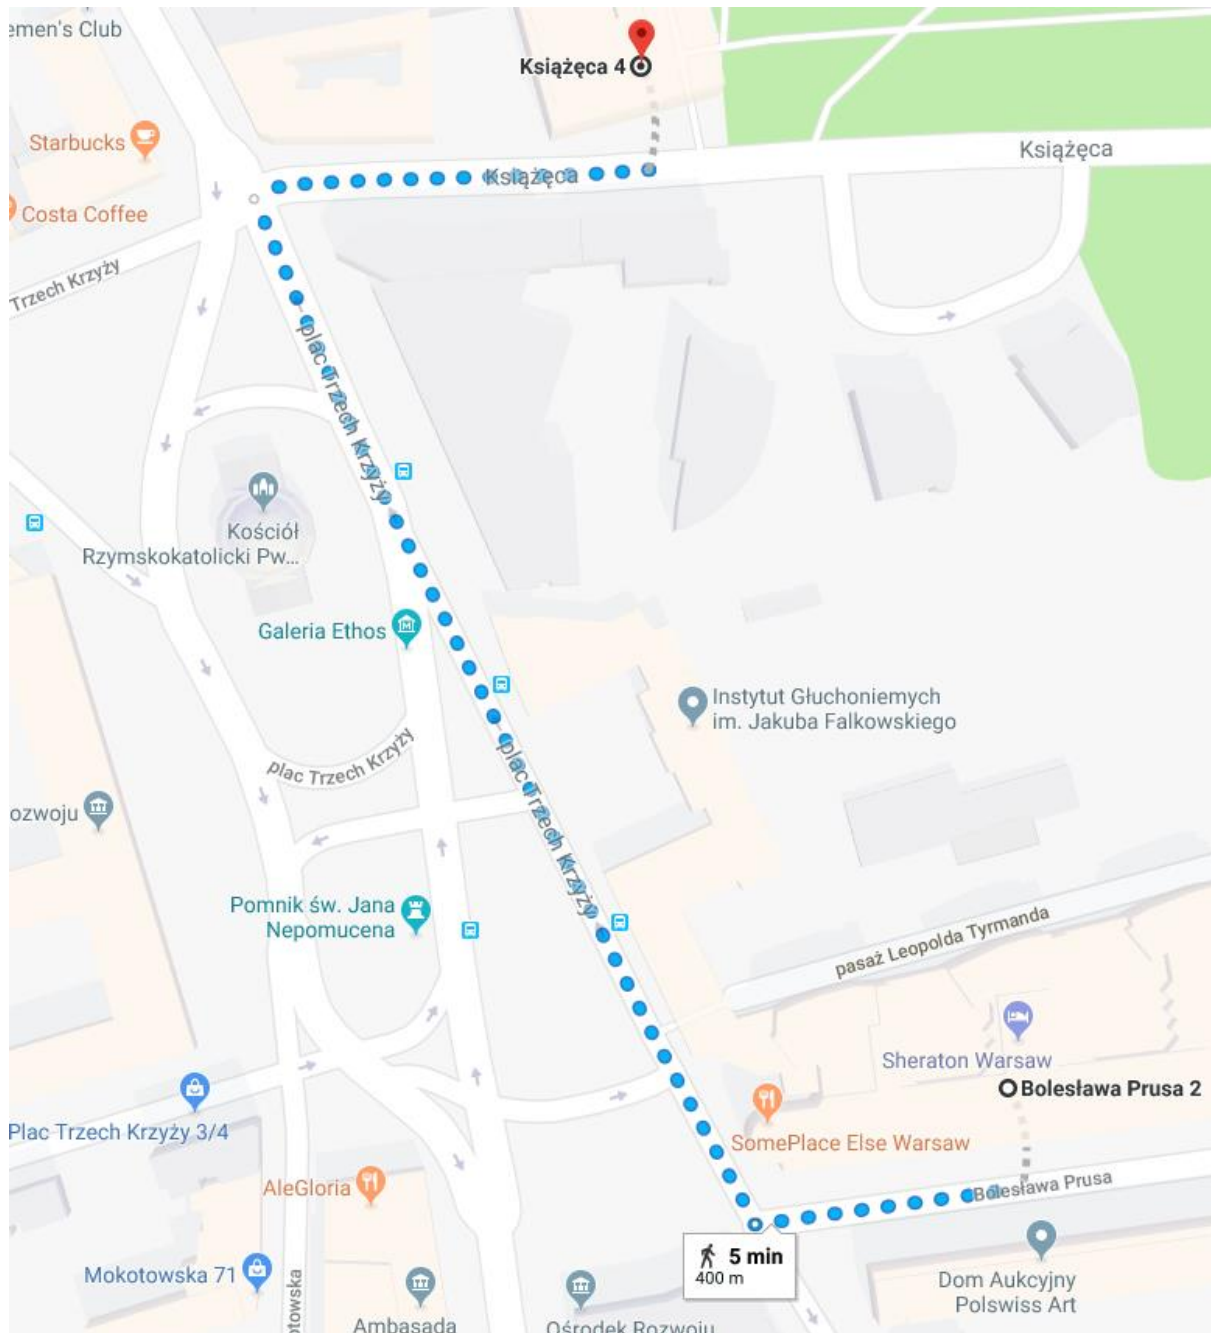 emen's Club
Książęca 4
Starbucks
Książęca
Książęca
Costa Coffee
Trzech Krzyży
plac Trzech Krzyży
Kościół
Rzymskokatolicki Pw...
Galeria Ethos
Instytut Głuchoniemych
im. Jakuba Falkowskiego
plac Trzech Krzyży
plac Trzech Krzyży
ozwoju
Pomnik św. Jana
Nepomucena
pasaż Leopolda Tyrmanda
Sheraton Warsaw
Bolesława Prusa 2
Plac Trzech Krzyży 3/4
SomePlace Else Warsaw
AleGloria
Bolesława Prusa
5 min
400 m
Mokotowska 71
otowska
Dom Aukcyjny
Polswiss Art
Ambasada
Ośrodek Rozwoju